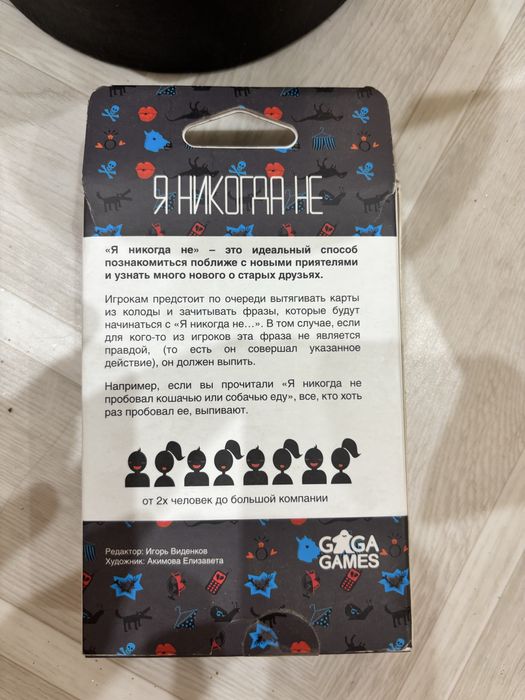 Я НИКОГДА НЕ
«Я никогда не» – это идеальный способ
познакомиться поближе с новыми приятелями
и узнать много нового о старых друзьях.
Игрокам предстоит по очереди вытягивать карты
из колоды и зачитывать фразы, которые будут
начинаться с «Я никогда не...». В том случае, если
для кого-то из игроков эта фраза не является
правдой, (то есть он совершал указанное
действие), он должен выпить.
Например, если вы прочитали «Я никогда не
пробовал кошачью или собачью еду», все, кто хоть
раз пробовал ее, выпивают.
от 2х человек до большой компании
Редактор: Игорь Виденков
Художник: Акимова Елизавета
GAGA
GAMES